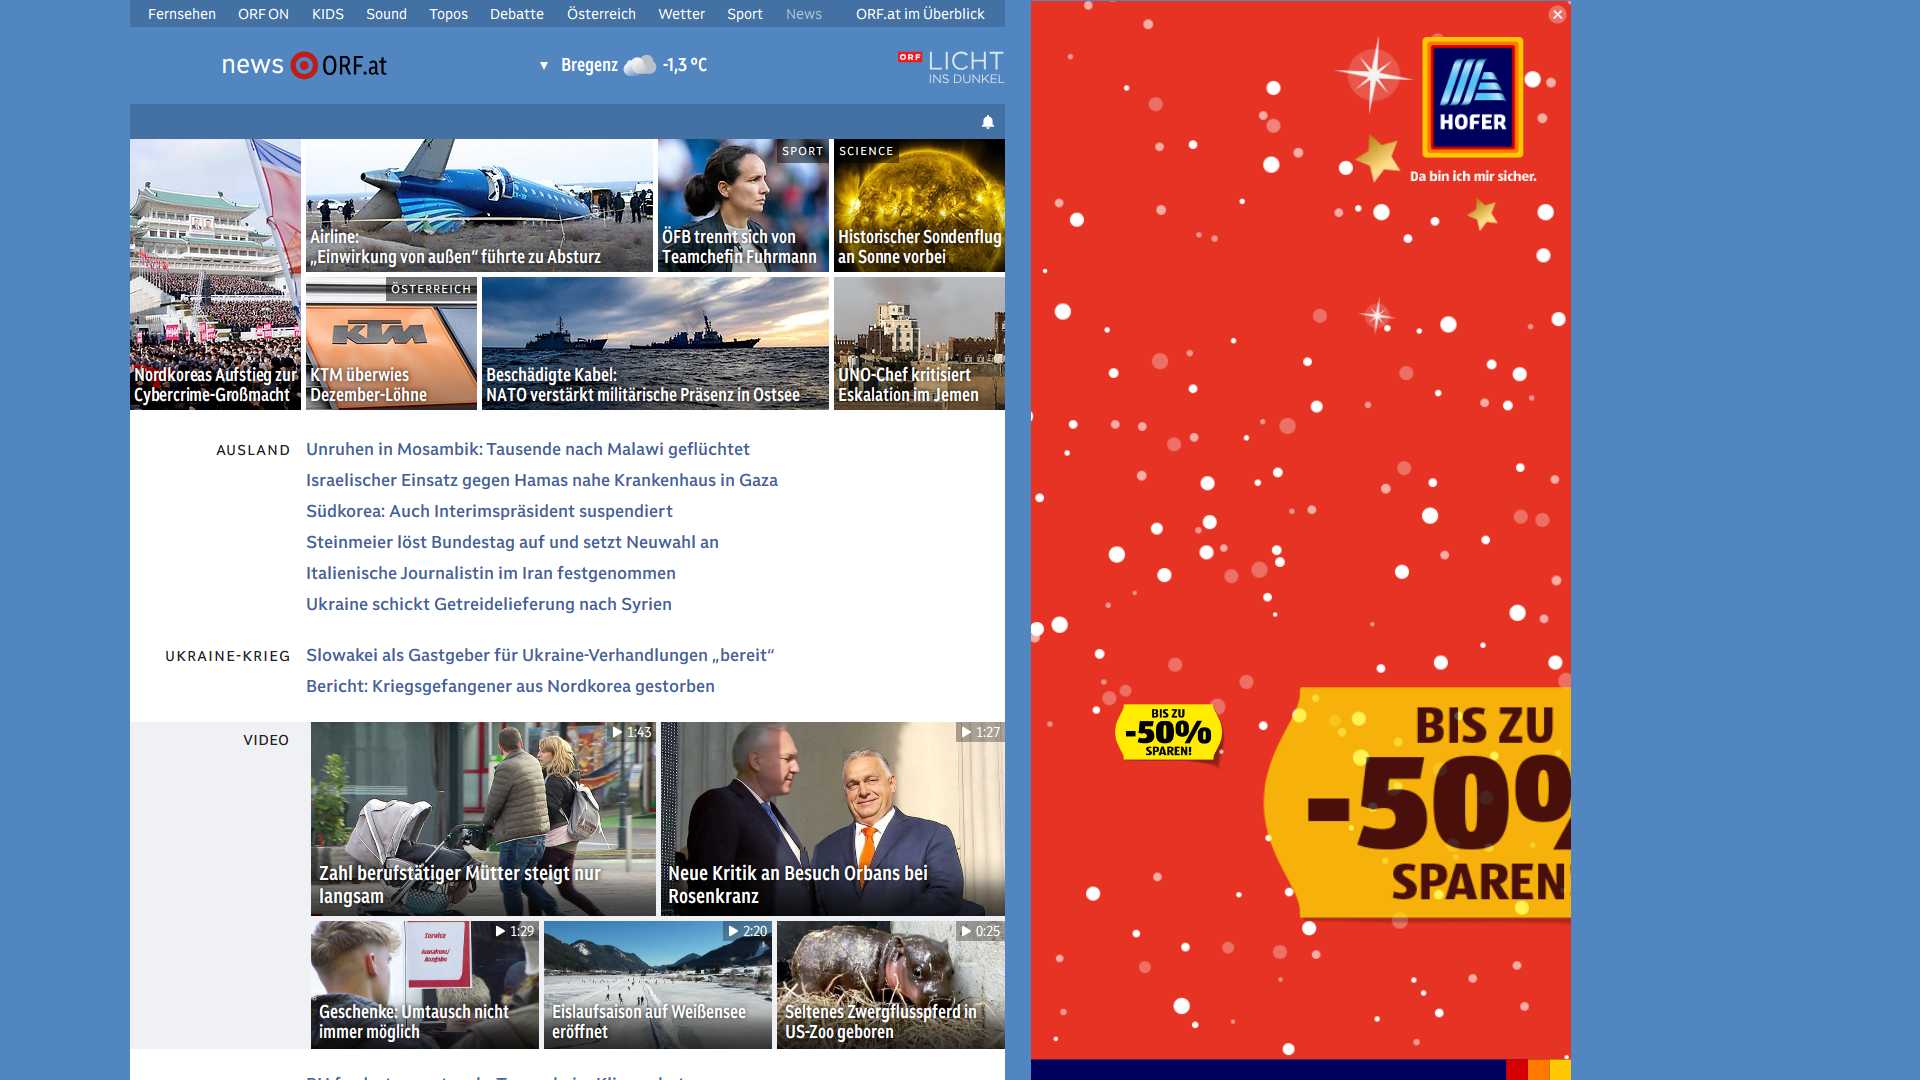 Fernsehen ORF ON KIDS Sound Topos Debatte Österreich Wetter Sport News ORF.at im Überblick
news ORF.at
▼ Bregenz -1,3 °C
ORF LICHT
INS DUNKEL
Nordkoreas Aufstieg zur
Cybercrime-Großmacht
Airline:
„Einwirkung von außen“ führte zu Absturz
SPORT
ÖFB trennt sich von
Teamchefin Fuhrmann
SCIENCE
Historischer Sondenflug
an Sonne vorbei
ÖSTERREICH
KTM
KTM überwies
Dezember-Löhne
Beschädigte Kabel:
NATO verstärkt militärische Präsenz in Ostsee
UNO-Chef kritisiert
Eskalation im Jemen
AUSLAND
Unruhen in Mosambik: Tausende nach Malawi geflüchtet
Israelischer Einsatz gegen Hamas nahe Krankenhaus in Gaza
Südkorea: Auch Interimspräsident suspendiert
Steinmeier löst Bundestag auf und setzt Neuwahl an
Italienische Journalistin im Iran festgenommen
Ukraine schickt Getreidelieferung nach Syrien
UKRAINE-KRIEG
Slowakei als Gastgeber für Ukraine-Verhandlungen „bereit“
Bericht: Kriegsgefangener aus Nordkorea gestorben
VIDEO
1:43
Zahl berufstätiger Mütter steigt nur
langsam
1:27
Neue Kritik an Besuch Orbans bei
Rosenkranz
1:29
Service
Geschenke: Umtausch nicht
immer möglich
2:20
Eislaufsaison auf Weißensee
eröffnet
0:25
Seltenes Zwergflusspferd in
US-Zoo geboren
HOFER
Da bin ich mir sicher.
BIS ZU
-50%
SPAREN!
BIS ZU
-50%
SPAREN!